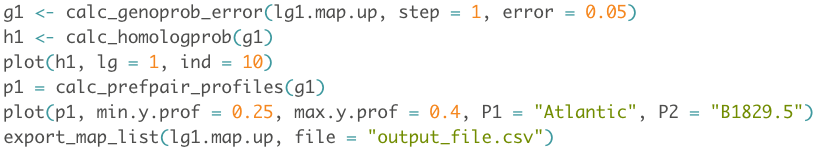 g1 <- calc_genoprob_error(lg1.map.up, step = 1, error = 0.05)
h1 <- calc_homologprob(g1)
plot(h1, lg = 1, ind = 10)
p1 = calc_prefpair_profiles(g1)
plot(p1, min.y.prof = 0.25, max.y.prof = 0.4, P1 = "Atlantic", P2 = "B1829.5")
export_map_list(lg1.map.up, file = "output_file.csv")